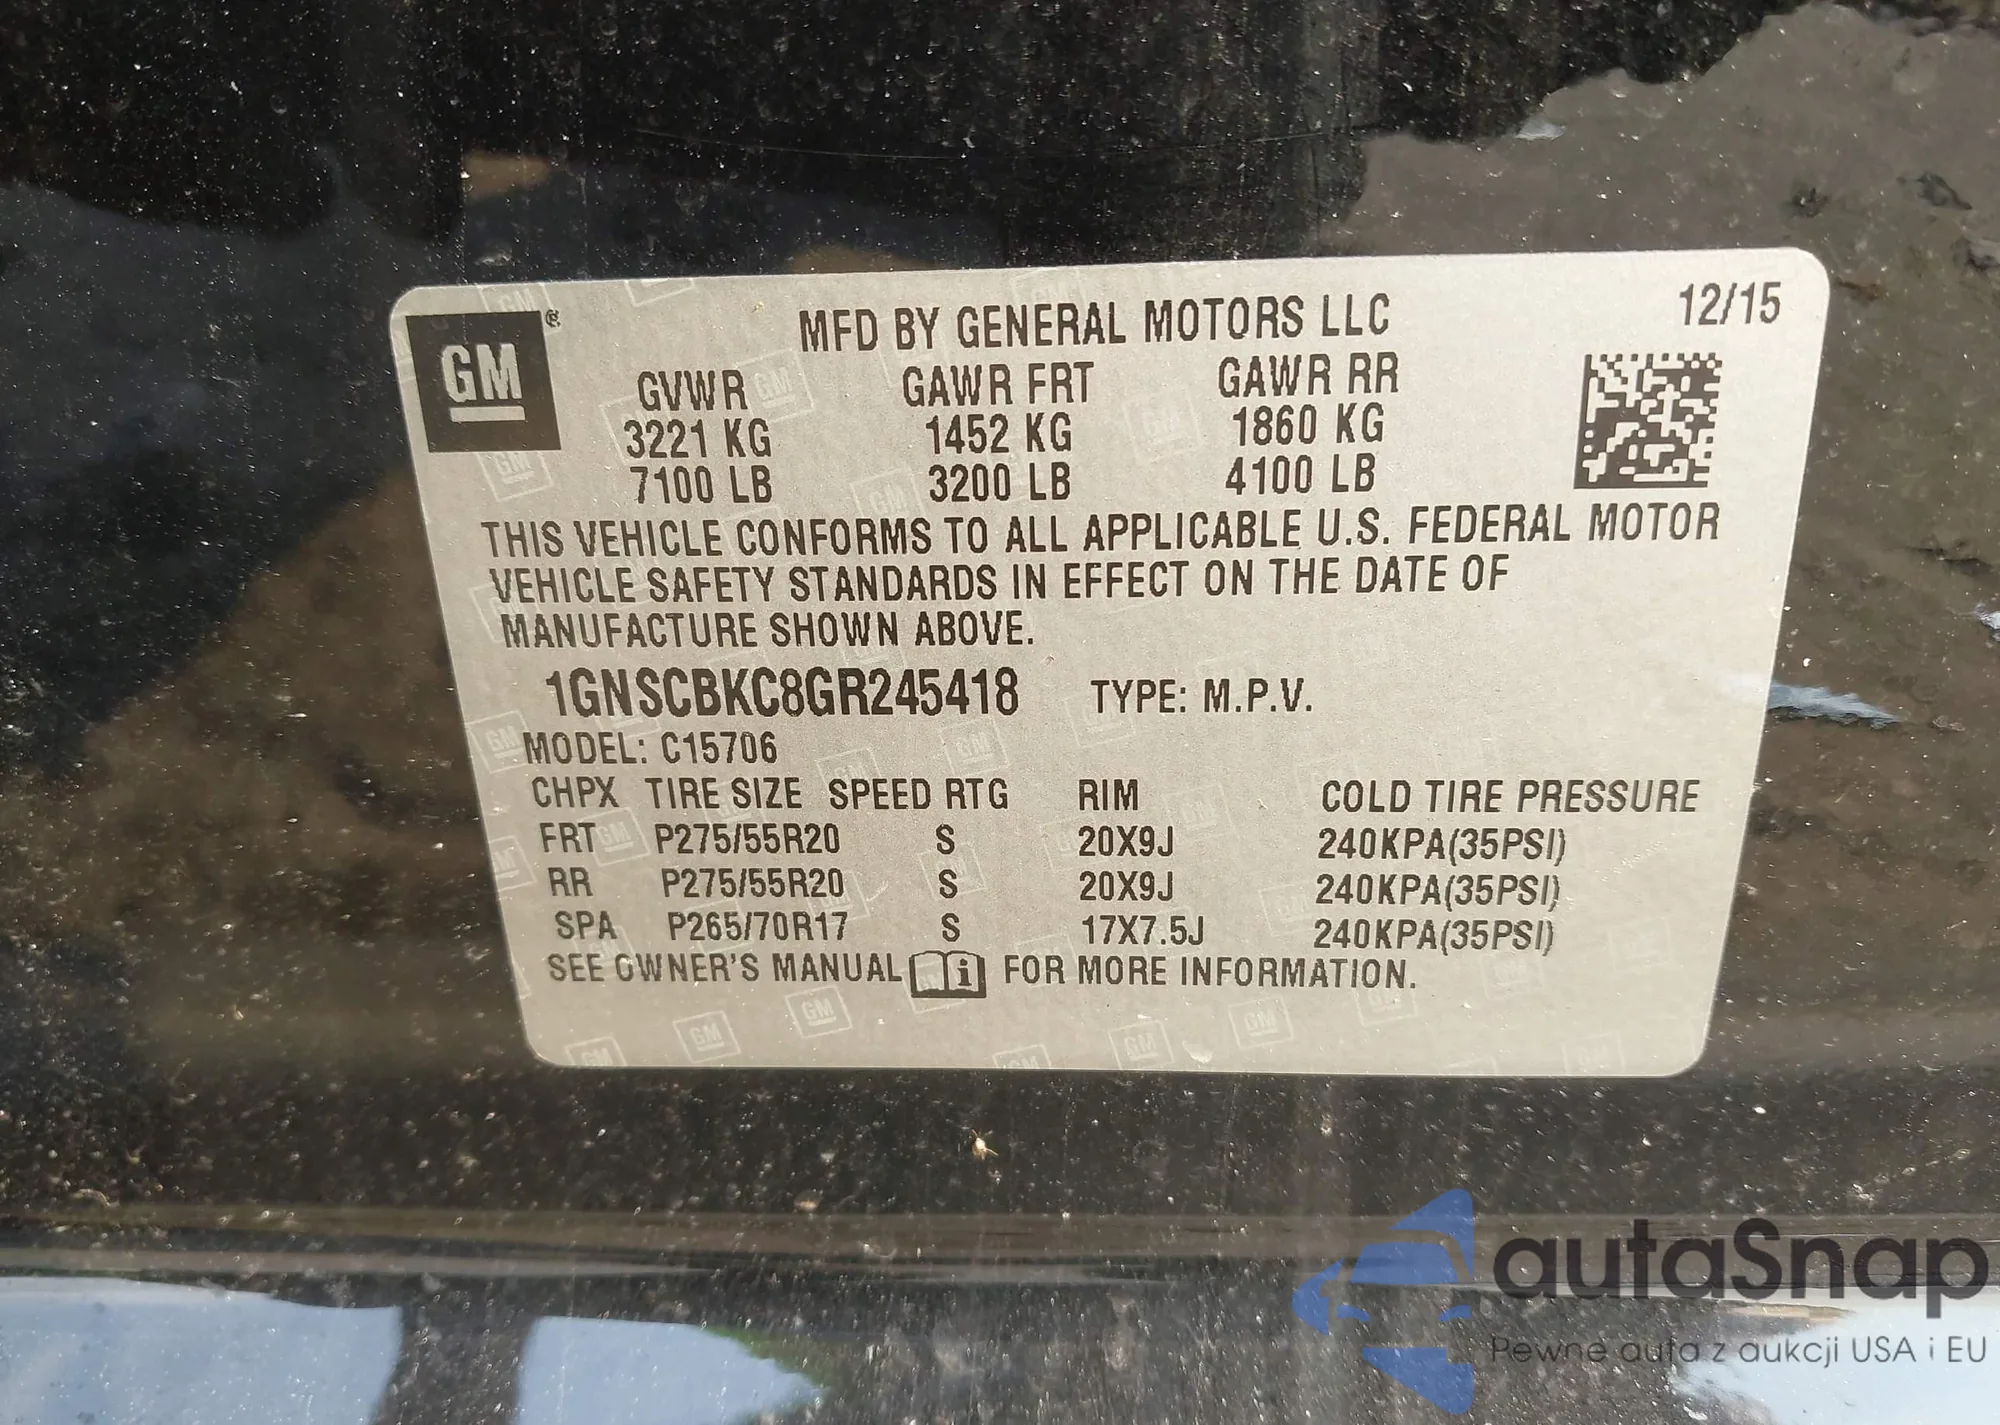 GM ®
MFD BY GENERAL MOTORS LLC 12/15
GVWR GAWR FRT GAWR RR
3221 KG 1452 KG 1860 KG
7100 LB 3200 LB 4100 LB
THIS VEHICLE CONFORMS TO ALL APPLICABLE U.S. FEDERAL MOTOR
VEHICLE SAFETY STANDARDS IN EFFECT ON THE DATE OF
MANUFACTURE SHOWN ABOVE.
1GNSCBKC8GR245418 TYPE: M.P.V.
MODEL: C15706
CHPX TIRE SIZE SPEED RTG RIM COLD TIRE PRESSURE
FRT P275/55R20 S 20X9J 240KPA(35PSI)
RR P275/55R20 S 20X9J 240KPA(35PSI)
SPA P265/70R17 S 17X7.5J 240KPA(35PSI)
SEE OWNER'S MANUAL i FOR MORE INFORMATION.
autaSnap
Pewne auta z aukcji USA i EU